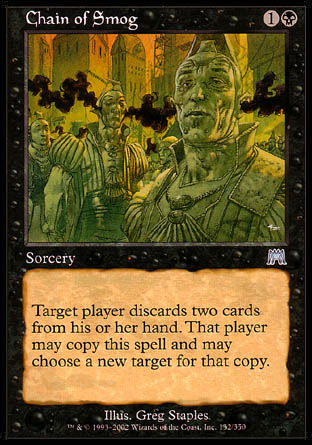 Chain of Smog 1
Sorcery
Target player discards two cards
from his or her hand. That player
may copy this spell and may
choose a new target for that copy.
Illus. Greg Staples
™ & © 1993–2002 Wizards of the Coast, Inc. 132/350